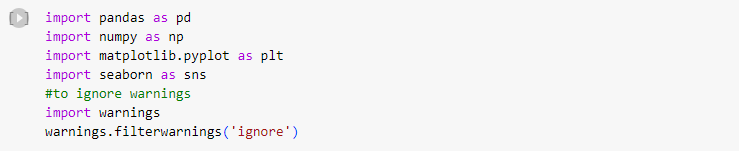 import pandas as pd
import numpy as np
import matplotlib.pyplot as plt
import seaborn as sns
#to ignore warnings
import warnings
warnings.filterwarnings('ignore')